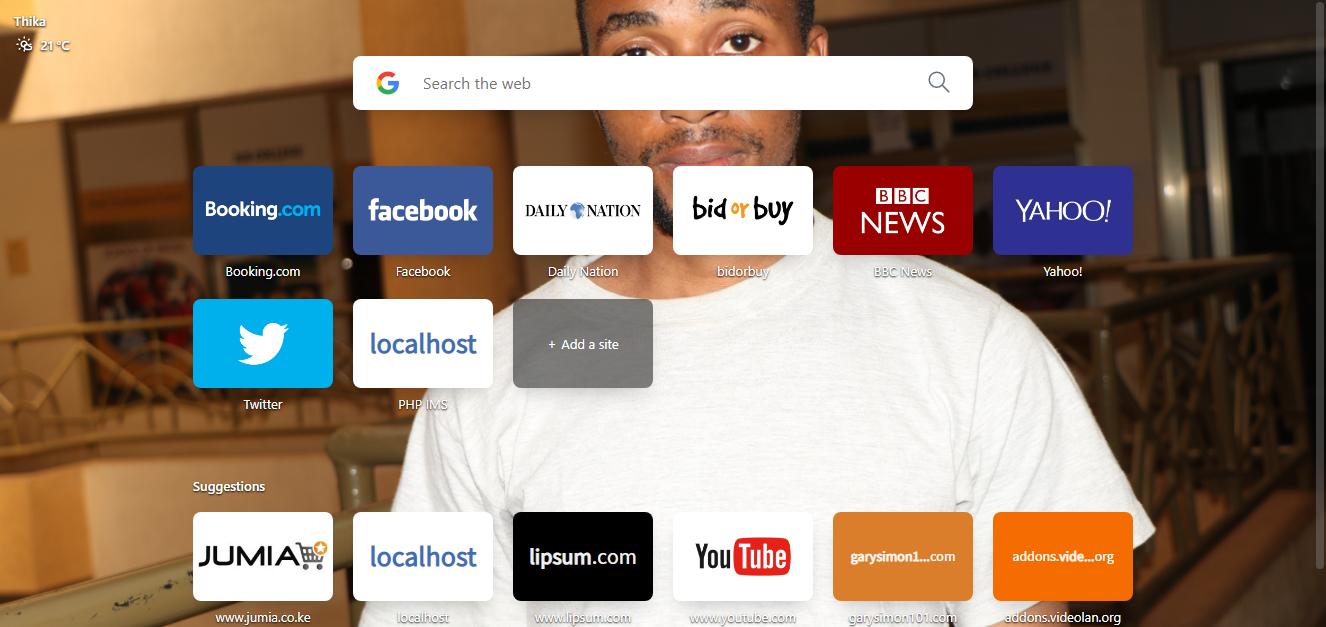 Thika
21 °C
Search the web
Booking.com
facebook
DAILY NATION
bid or buy
BBC
NEWS
YAHOO!
Booking.com
Facebook
Daily Nation
bidorbuy
BBC News
Yahoo!
localhost
+ Add a site
Twitter
PHP IMS
Suggestions
JUMIA
localhost
lipsum.com
YouTube
garysimon1...com
addons.vide...org
www.jumia.co.ke
localhost
www.lipsum.com
www.youtube.com
garysimon101.com
addons.videolan.org